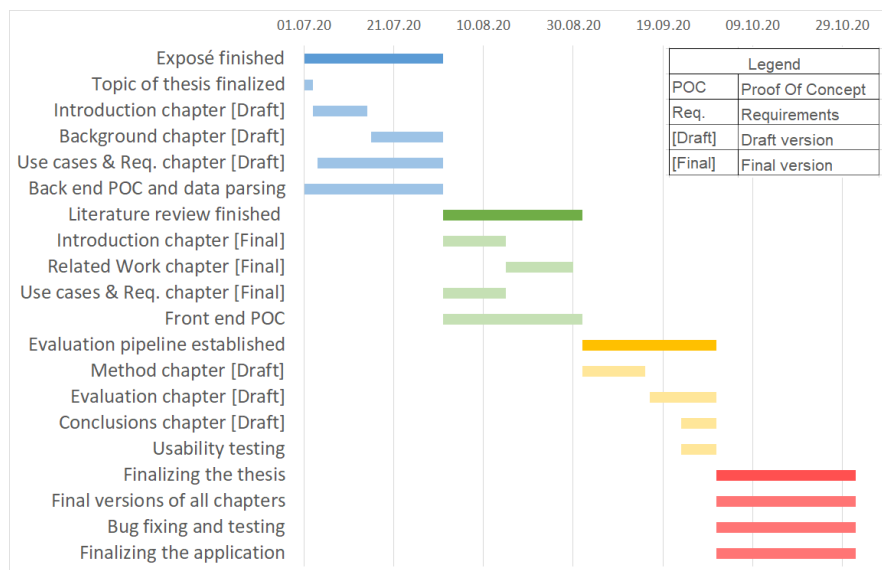 01.07.20 21.07.20 10.08.20 30.08.20 19.09.20 09.10.20 29.10.20
Exposé finished
Topic of thesis finalized
Introduction chapter [Draft]
Background chapter [Draft]
Use cases & Req. chapter [Draft]
Back end POC and data parsing
Literature review finished
Introduction chapter [Final]
Related Work chapter [Final]
Use cases & Req. chapter [Final]
Front end POC
Evaluation pipeline established
Method chapter [Draft]
Evaluation chapter [Draft]
Conclusions chapter [Draft]
Usability testing
Finalizing the thesis
Final versions of all chapters
Bug fixing and testing
Finalizing the application
Legend
POC Proof Of Concept
Req. Requirements
[Draft] Draft version
[Final] Final version